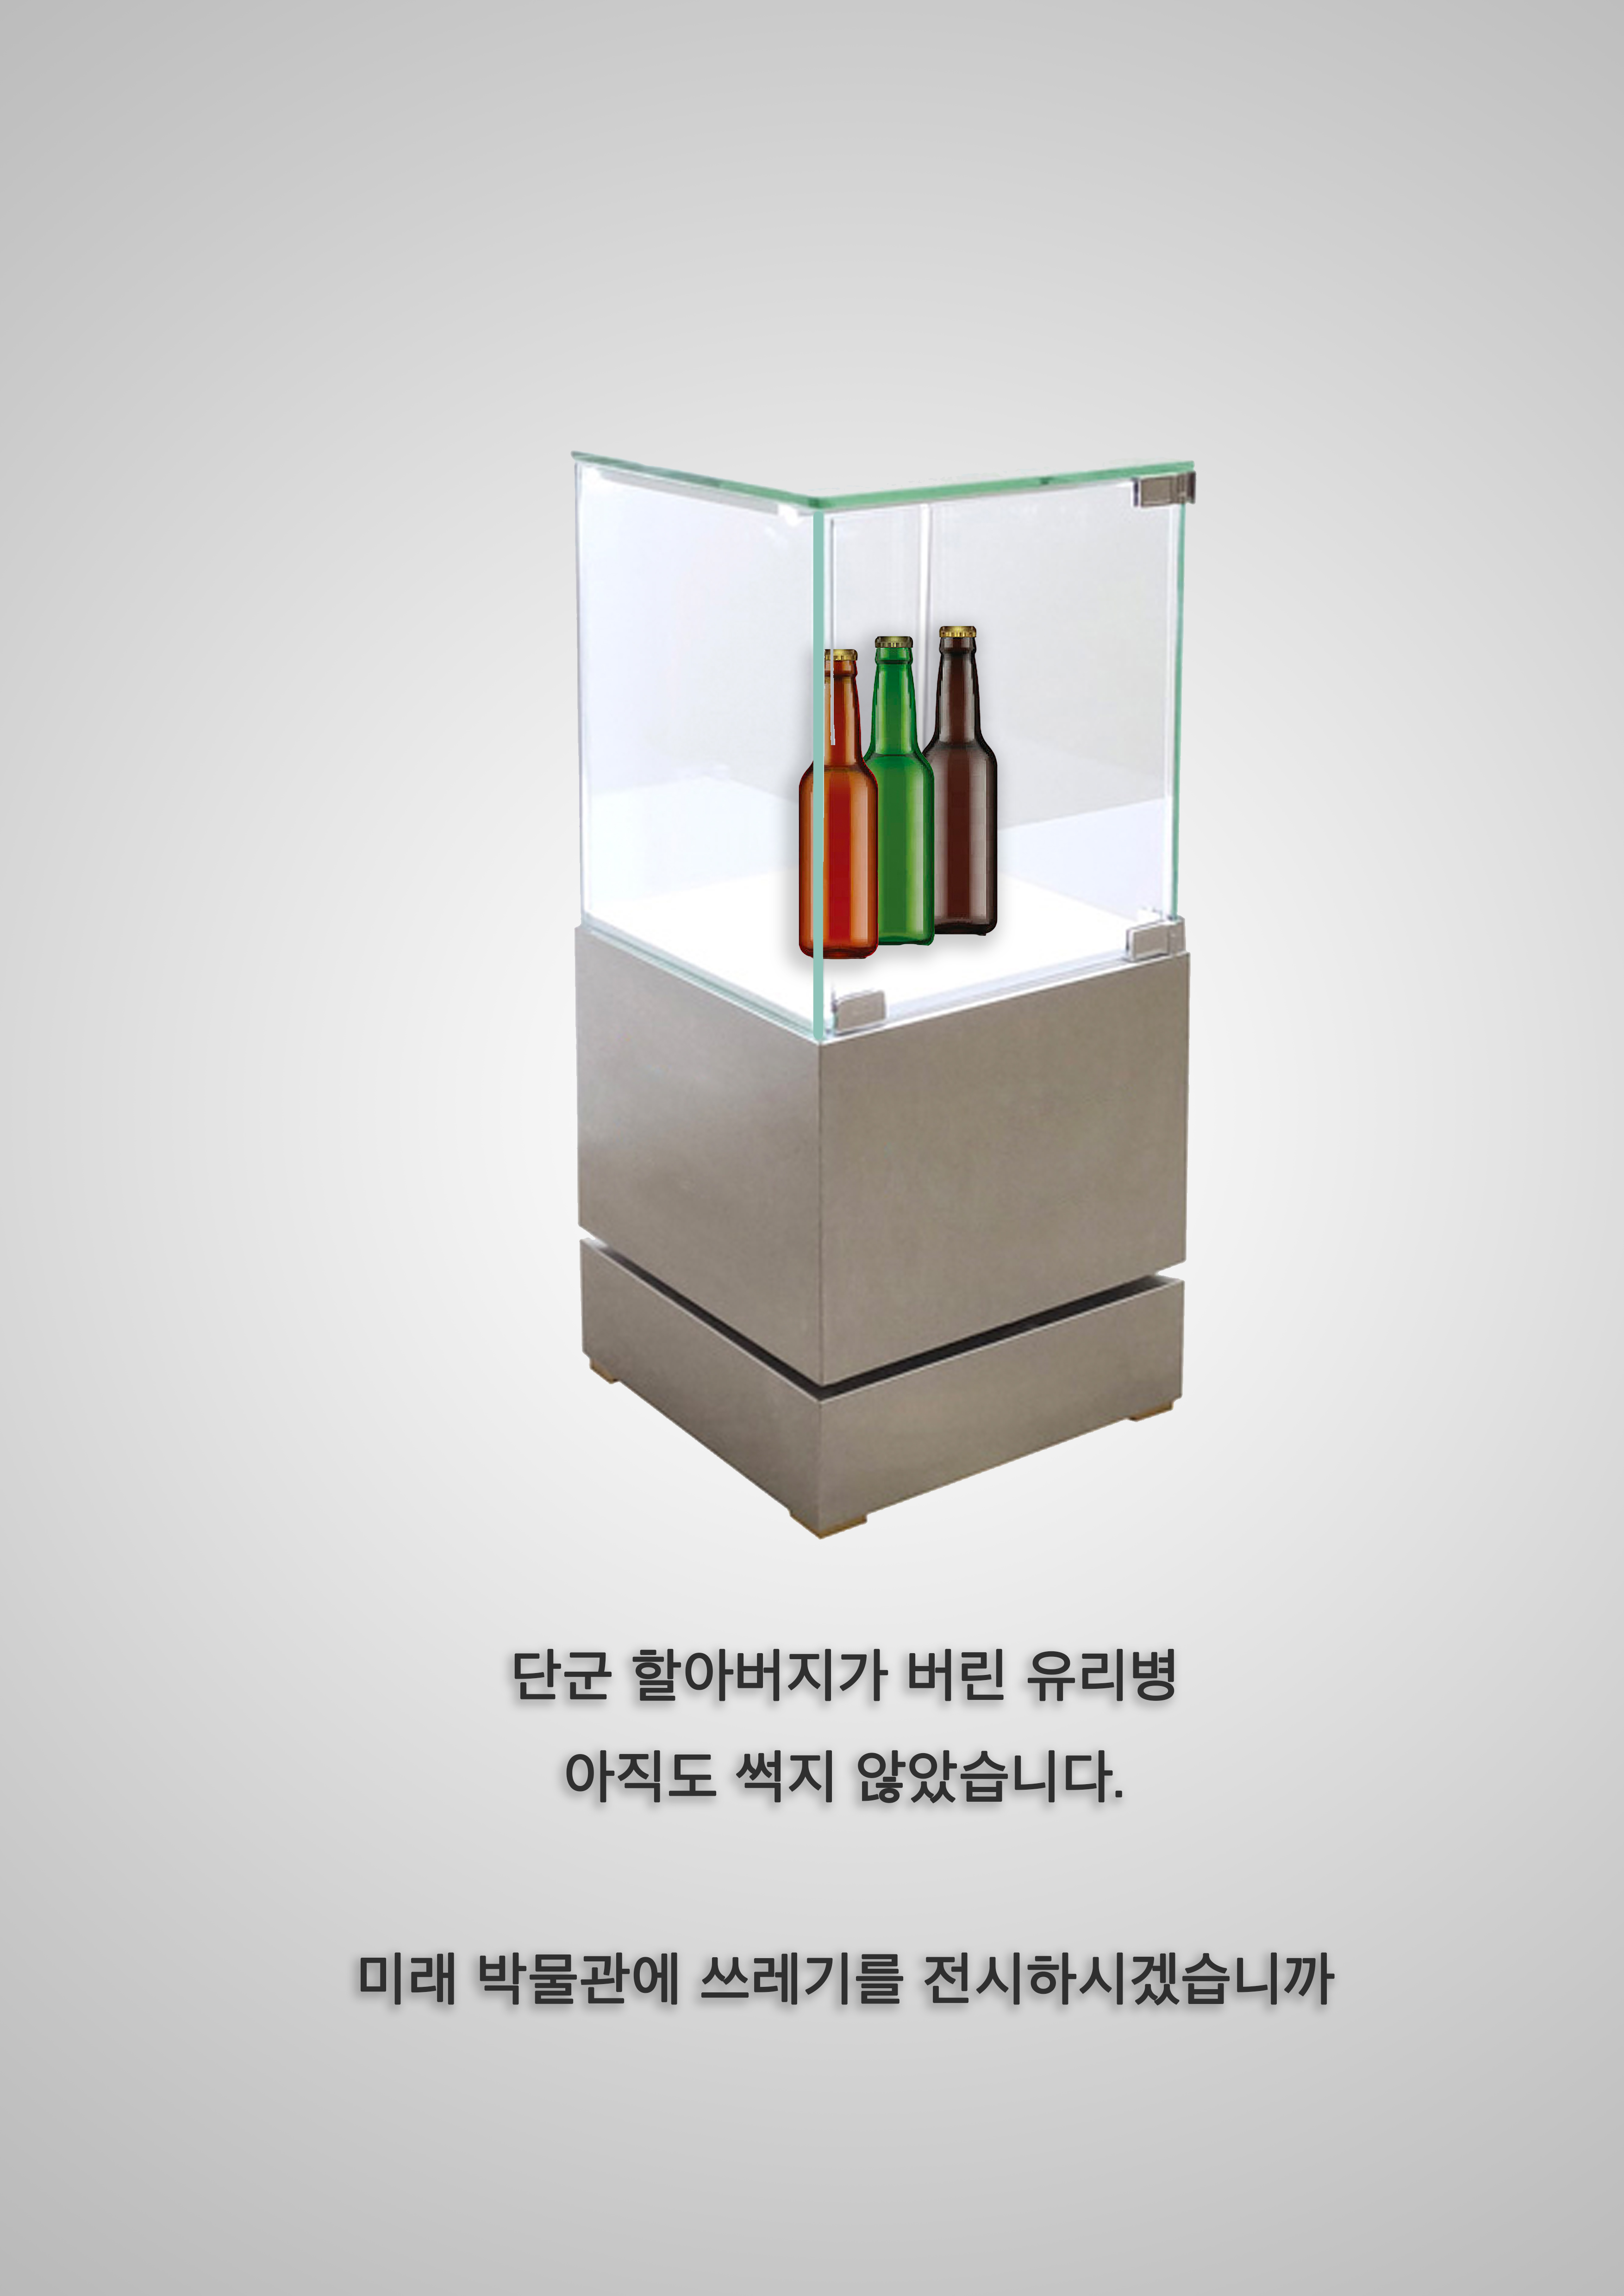 단군 할아버지가 버린 유리병
아직도 썩지 않았습니다.
미래 박물관에 쓰레기를 전시하시겠습니까